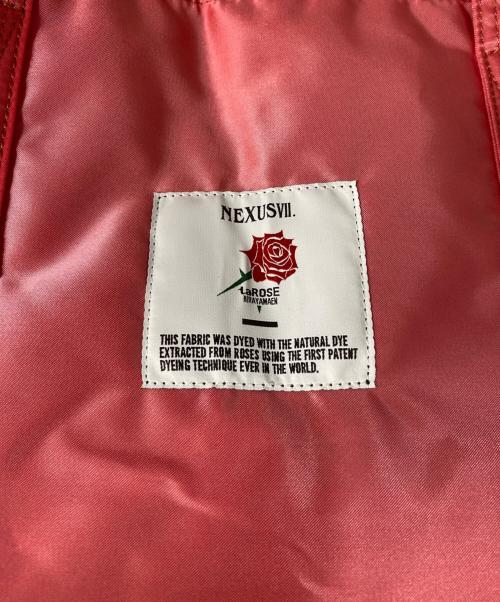 NEXUSVII.
LaROSE
HIRAYAMAEN
THIS FABRIC WAS DYED WITH THE NATURAL DYE
EXTRACTED FROM ROSES USING THE FIRST PATENT
DYEING TECHNIQUE EVER IN THE WORLD.